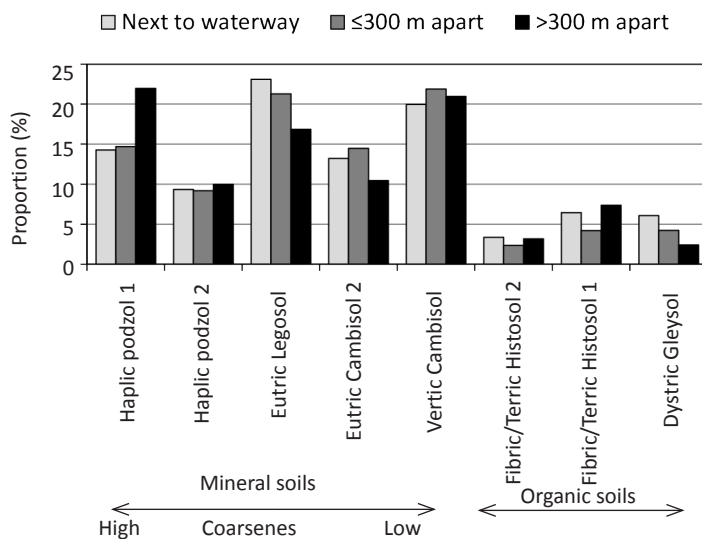 Next to waterway ≤300 m apart >300 m apart
Proportion (%)
25
20
15
10
5
0
Haplic podzol 1
Haplic podzol 2
Eutric Legosol
Eutric Cambisol 2
Vertic Cambisol
Fibric/Terric Histosol 2
Fibric/Terric Histosol 1
Dystric Gleysol
Mineral soils
Organic soils
High Coarsenes Low